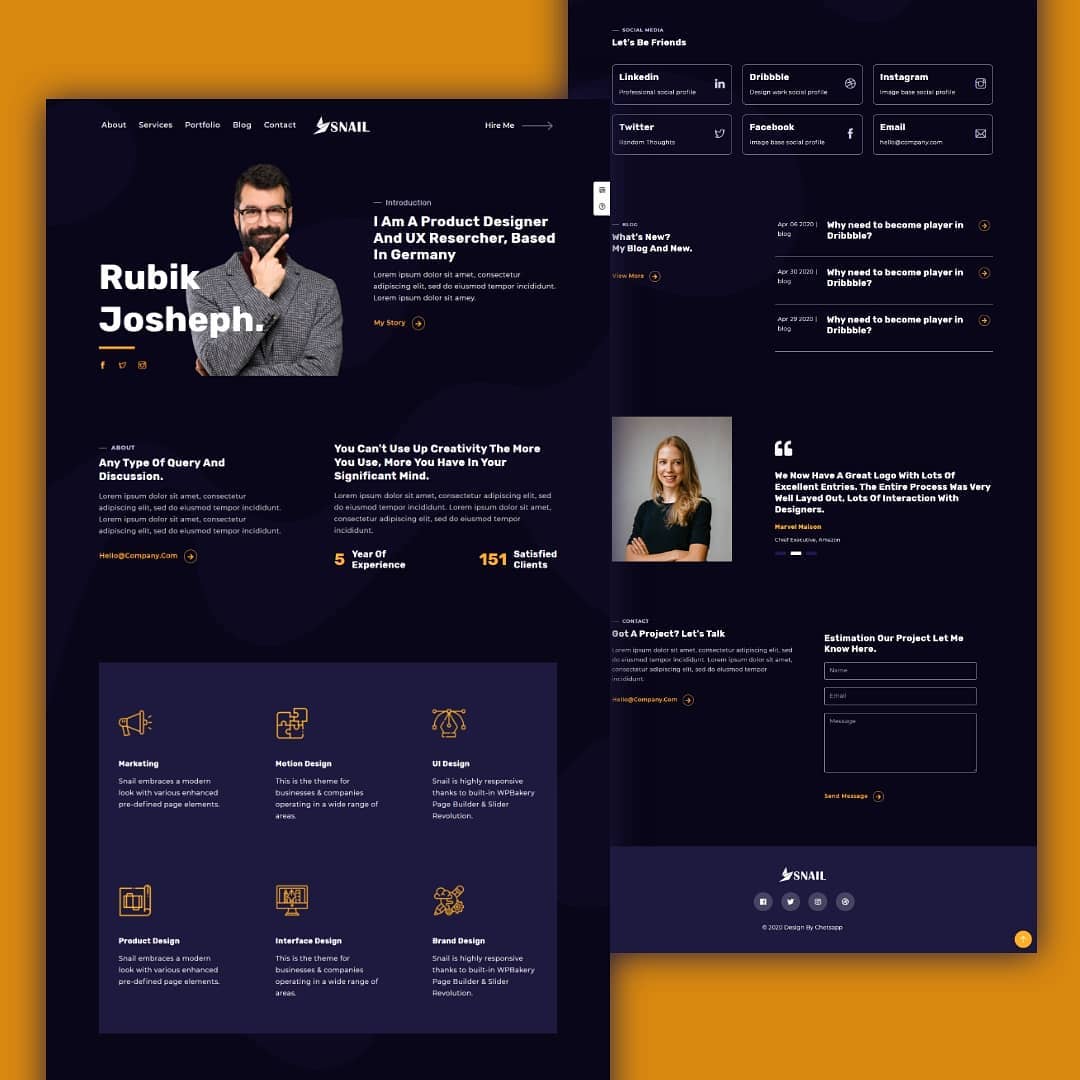 About Services Portfolio Blog Contact
SNAIL
Hire Me
Rubik
Josheph.
Introduction
I Am A Product Designer
And UX Resercher, Based
In Germany
Lorem ipsum dolor sit amet, consectetur
adipiscing elit, sed do eiusmod tempor incididunt.
Lorem ipsum dolor sit amey.
My Story
ABOUT
Any Type Of Query And
Discussion.
Lorem ipsum dolor sit amet, consectetur
adipiscing elit, sed do eiusmod tempor incididunt.
Lorem ipsum dolor sit amet, consectetur
adipiscing elit, sed do eiusmod tempor incididunt.
Hello@Company.Com
You Can't Use Up Creativity The More
You Use, More You Have In Your
Significant Mind.
Lorem ipsum dolor sit amet, consectetur adipiscing elit, sed
do eiusmod tempor incididunt. Lorem ipsum dolor sit amet,
consectetur adipiscing elit, sed do eiusmod tempor
incididunt.
5 Year Of
Experience
151 Satisfied
Clients
Marketing
Snail embraces a modern
look with various enhanced
pre-defined page elements.
Motion Design
This is the theme for
businesses & companies
operating in a wide range of
areas.
UI Design
Snail is highly responsive
thanks to built-in WPBakery
Page Builder & Slider
Revolution.
Product Design
Snail embraces a modern
look with various enhanced
pre-defined page elements.
Interface Design
This is the theme for
businesses & companies
operating in a wide range of
areas.
Brand Design
Snail is highly responsive
thanks to built-in WPBakery
Page Builder & Slider
Revolution.
SOCIAL MEDIA
Let's Be Friends
Linkedin
Professional social profile
Dribbble
Design work social profile
Instagram
Image base social profile
Twitter
Random Thoughts
Facebook
image base social profile
Email
hello@company.com
BLOG
What's New?
My Blog And New.
View More
Apr 06 2020 |
blog
Why need to become player in
Dribbble?
Apr 30 2020 |
blog
Why need to become player in
Dribbble?
Apr 29 2020 |
blog
Why need to become player in
Dribbble?
We Now Have A Great Logo With Lots Of
Excellent Entries. The Entire Process Was Very
Well Layed Out, Lots Of Interaction With
Designers.
Marvel Maison
Chief Executive, Amazon
CONTACT
Got A Project? Let's Talk
Lorem ipsum dolor sit amet, consectetur adipiscing elit, sed
do eiusmod tempor incididunt. Lorem ipsum dolor sit amet,
consectetur adipiscing elit, sed do eiusmod tempor
incididunt.
Hello@Company.Com
Estimation Our Project Let Me
Know Here.
Name
Email
Message
Send Message
SNAIL
© 2020 Design By Chetsapp